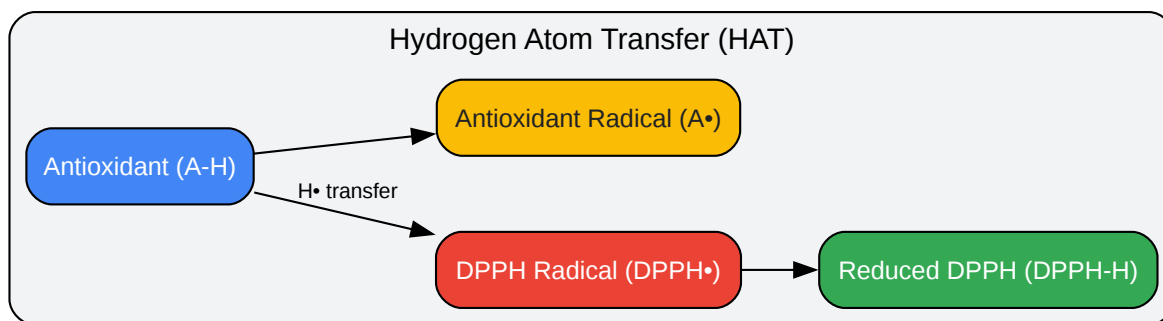 Hydrogen Atom Transfer (HAT)
Antioxidant Radical (A•)
Antioxidant (A-H)
H• transfer
DPPH Radical (DPPH•)
Reduced DPPH (DPPH-H)